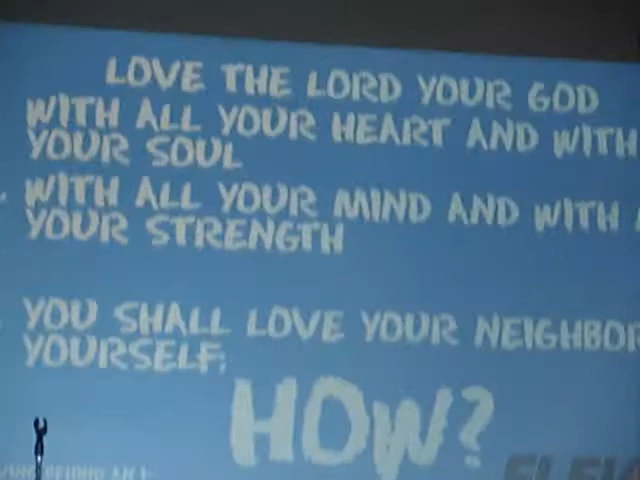 LOVE THE LORD YOUR GOD
WITH ALL YOUR HEART AND WITH
YOUR SOUL
WITH ALL YOUR MIND AND WITH
YOUR STRENGTH
YOU SHALL LOVE YOUR NEIGHBOR
YOURSELF:
HOW?